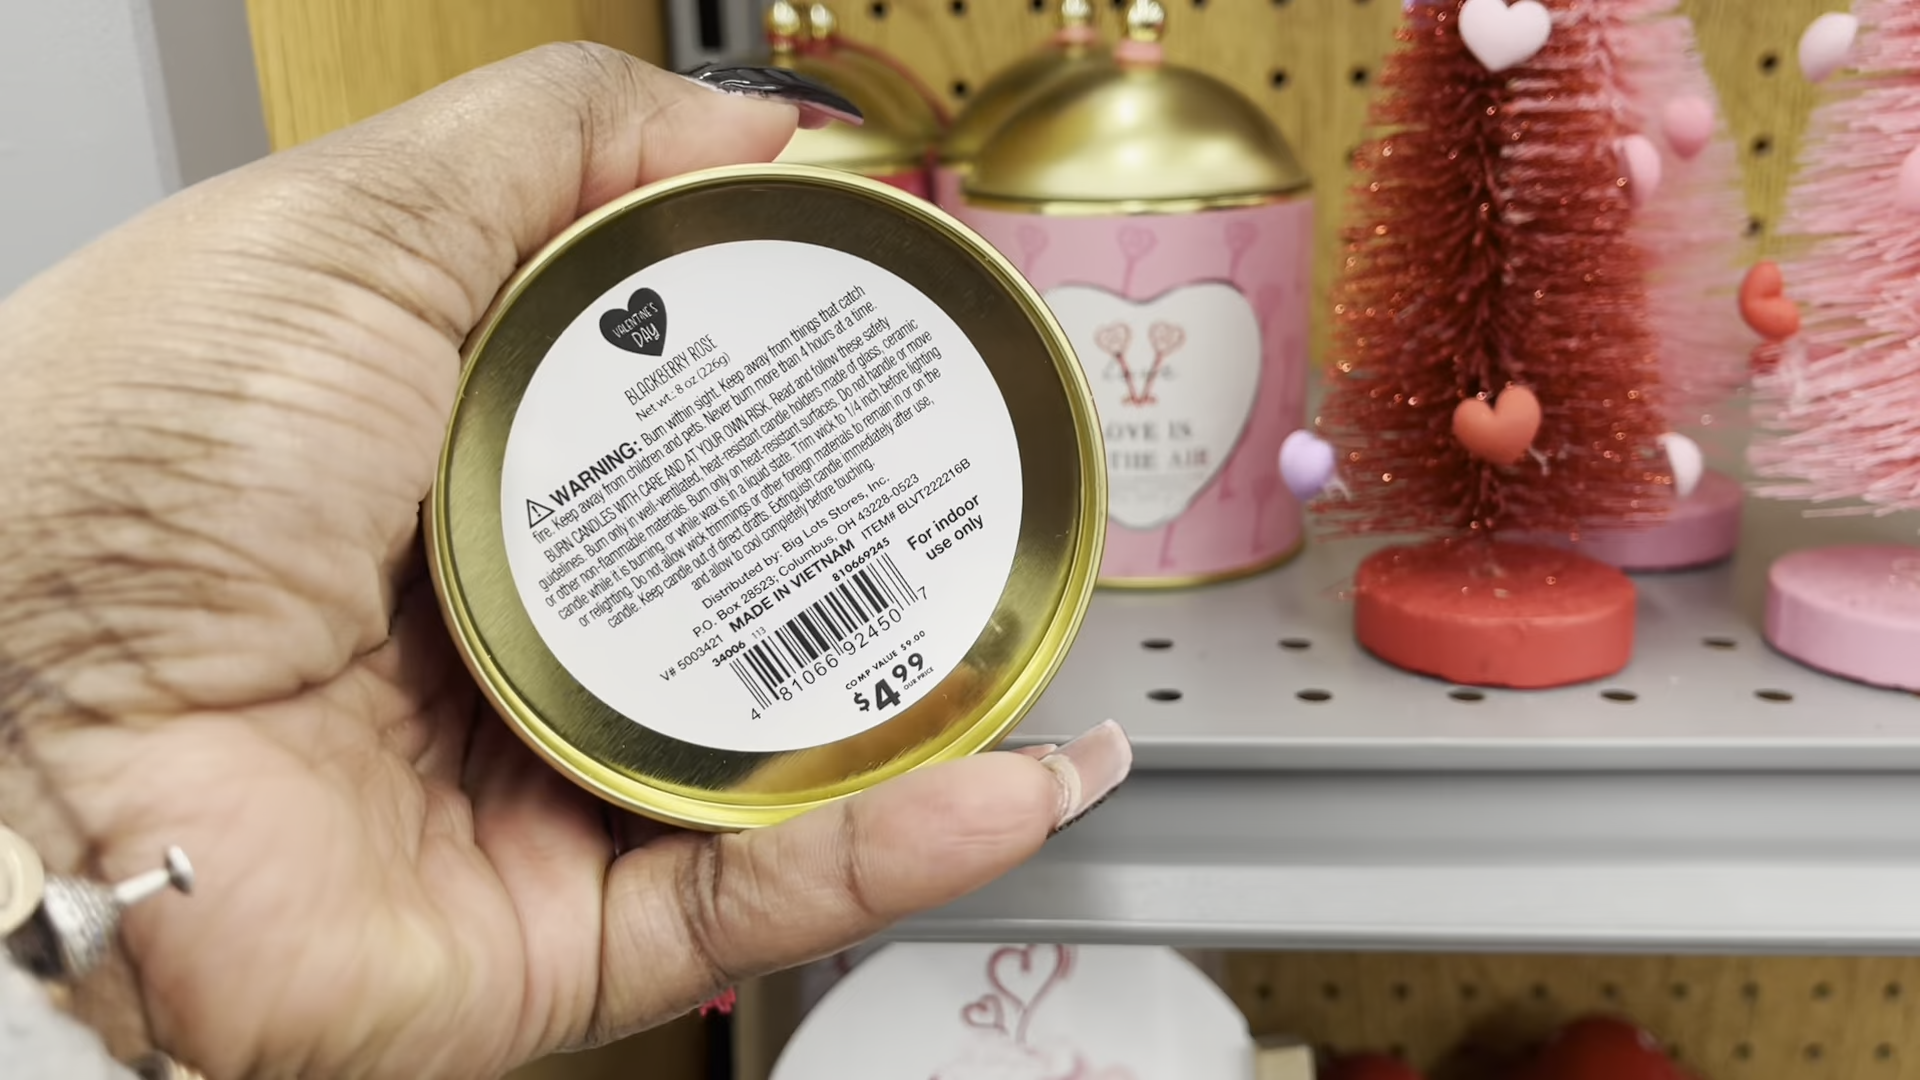 VALENTINE'S
DAY
BLACKBERRY ROSE
Net wt.. 8 oz (226g)
⚠ WARNING: Burn within sight. Keep away from things that catch
fire. Keep away from children and pets. Never burn more than 4 hours at a time.
BURN CANDLES WITH CARE AND AT YOUR OWN RISK. Read and follow these safety
guidelines. Burn only in well-ventilated, heat-resistant candle holders made of glass, ceramic
or other non-flammable materials. Burn only on heat-resistant surfaces. Do not handle or move
candle while it is burning, or while wax is in a liquid state. Trim wick to 1/4 inch before lighting
or relighting. Do not allow wick trimmings or other foreign materials to remain in or on the
candle. Keep candle out of direct drafts. Extinguish candle immediately after use,
and allow to cool completely before touching.
Distributed by: Big Lots Stores, Inc.
P.O. Box 28523; Columbus, OH 43228-0523
V# 5003421 MADE IN VIETNAM ITEM# BLVT222216B
For indoor
use only
34006 113 810669245
4 81066 92450 7
COMP VALUE $9.00
$4.99
OUR PRICE
LOVE IS
THE AIR